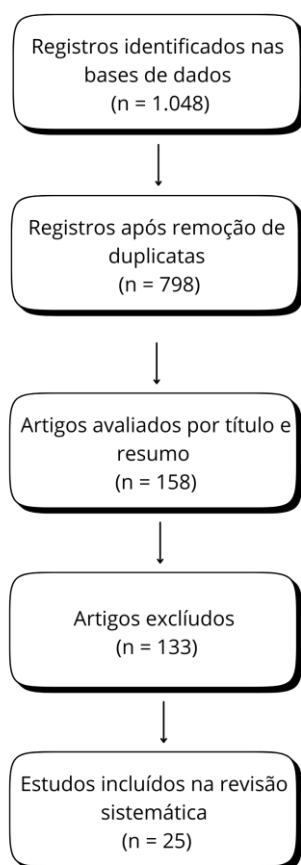 Registros identificados nas
bases de dados
(n = 1.048)
Registros após remoção de
duplicatas
(n = 798)
Artigos avaliados por título e
resumo
(n = 158)
Artigos exclíudos
(n = 133)
Estudos incluídos na revisão
sistemática
(n = 25)